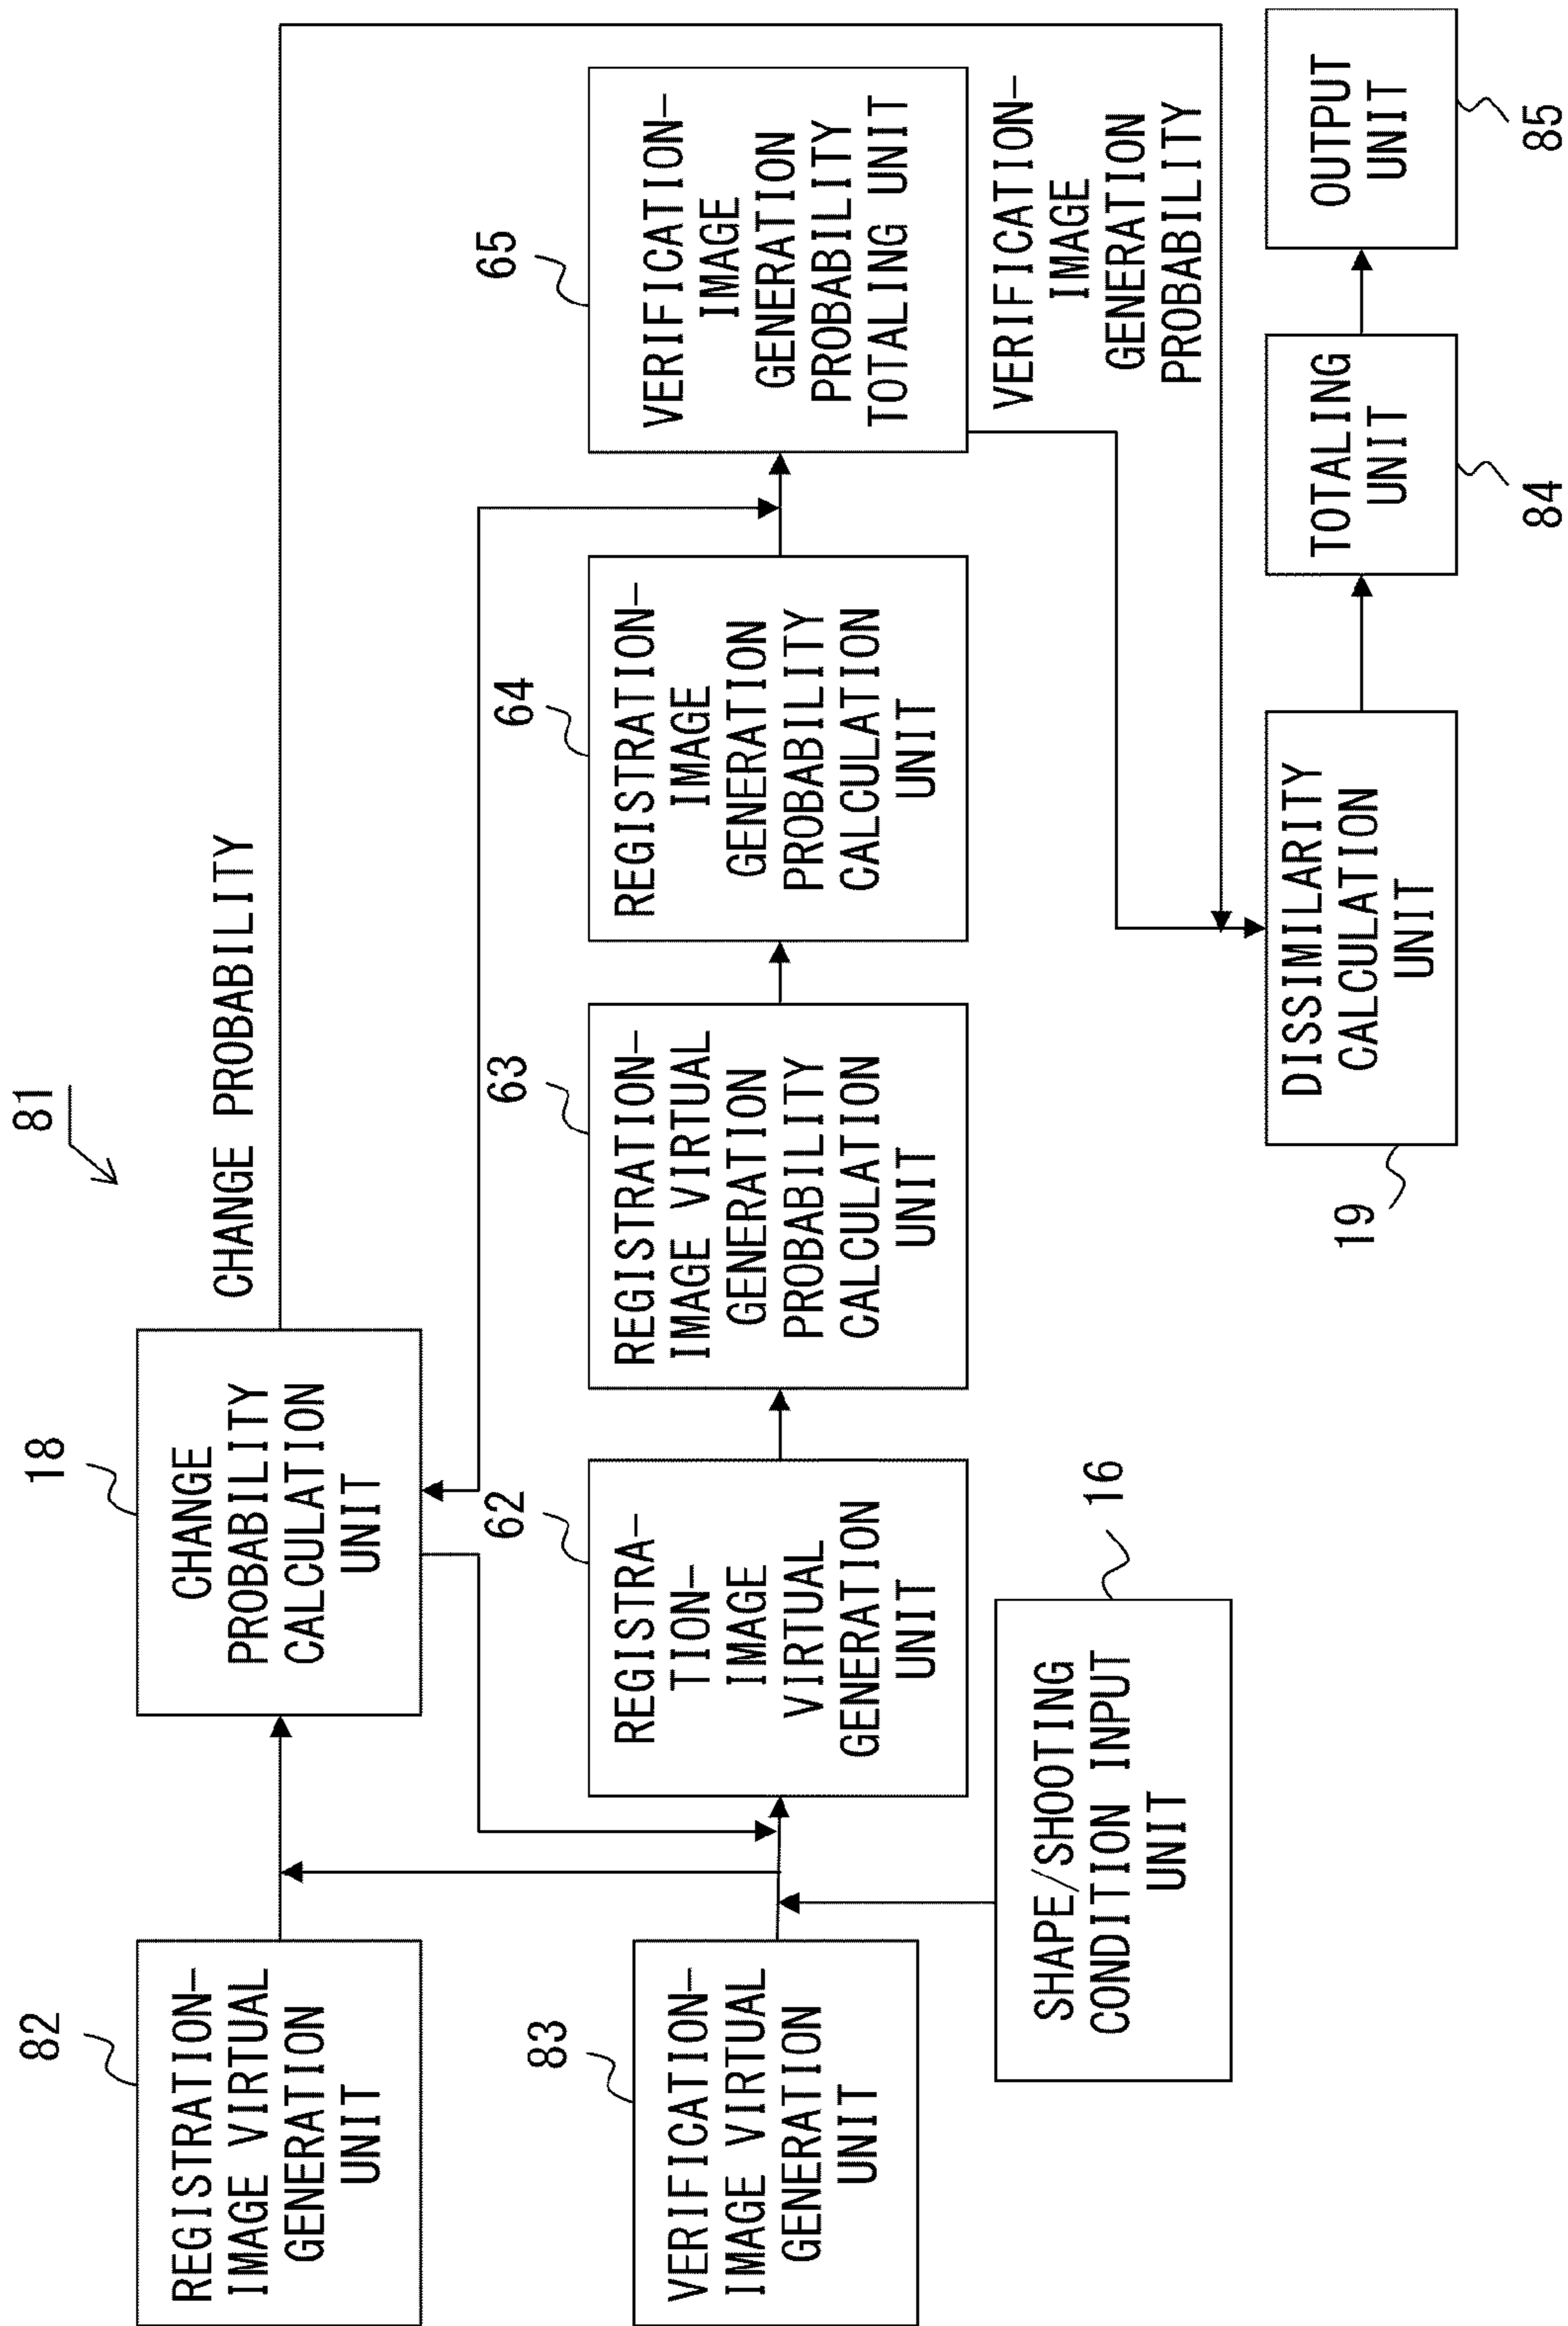 81
82
REGISTRATION-
IMAGE VIRTUAL
GENERATION
UNIT
18
CHANGE
PROBABILITY
CALCULATION
UNIT
CHANGE PROBABILITY
83
VERIFICATION-
IMAGE VIRTUAL
GENERATION
UNIT
62
REGISTRA-
TION-
IMAGE
VIRTUAL
GENERATION
UNIT
63
REGISTRATION-
IMAGE VIRTUAL
GENERATION
PROBABILITY
CALCULATION
UNIT
64
REGISTRATION-
IMAGE
GENERATION
PROBABILITY
CALCULATION
UNIT
65
VERIFICATION-
IMAGE
GENERATION
PROBABILITY
TOTALING UNIT
16
SHAPE/SHOOTING
CONDITION INPUT
UNIT
VERIFICATION-
IMAGE
GENERATION
PROBABILITY
DISSIMILARITY
CALCULATION
UNIT
19
TOTALING
UNIT
84
OUTPUT
UNIT
85